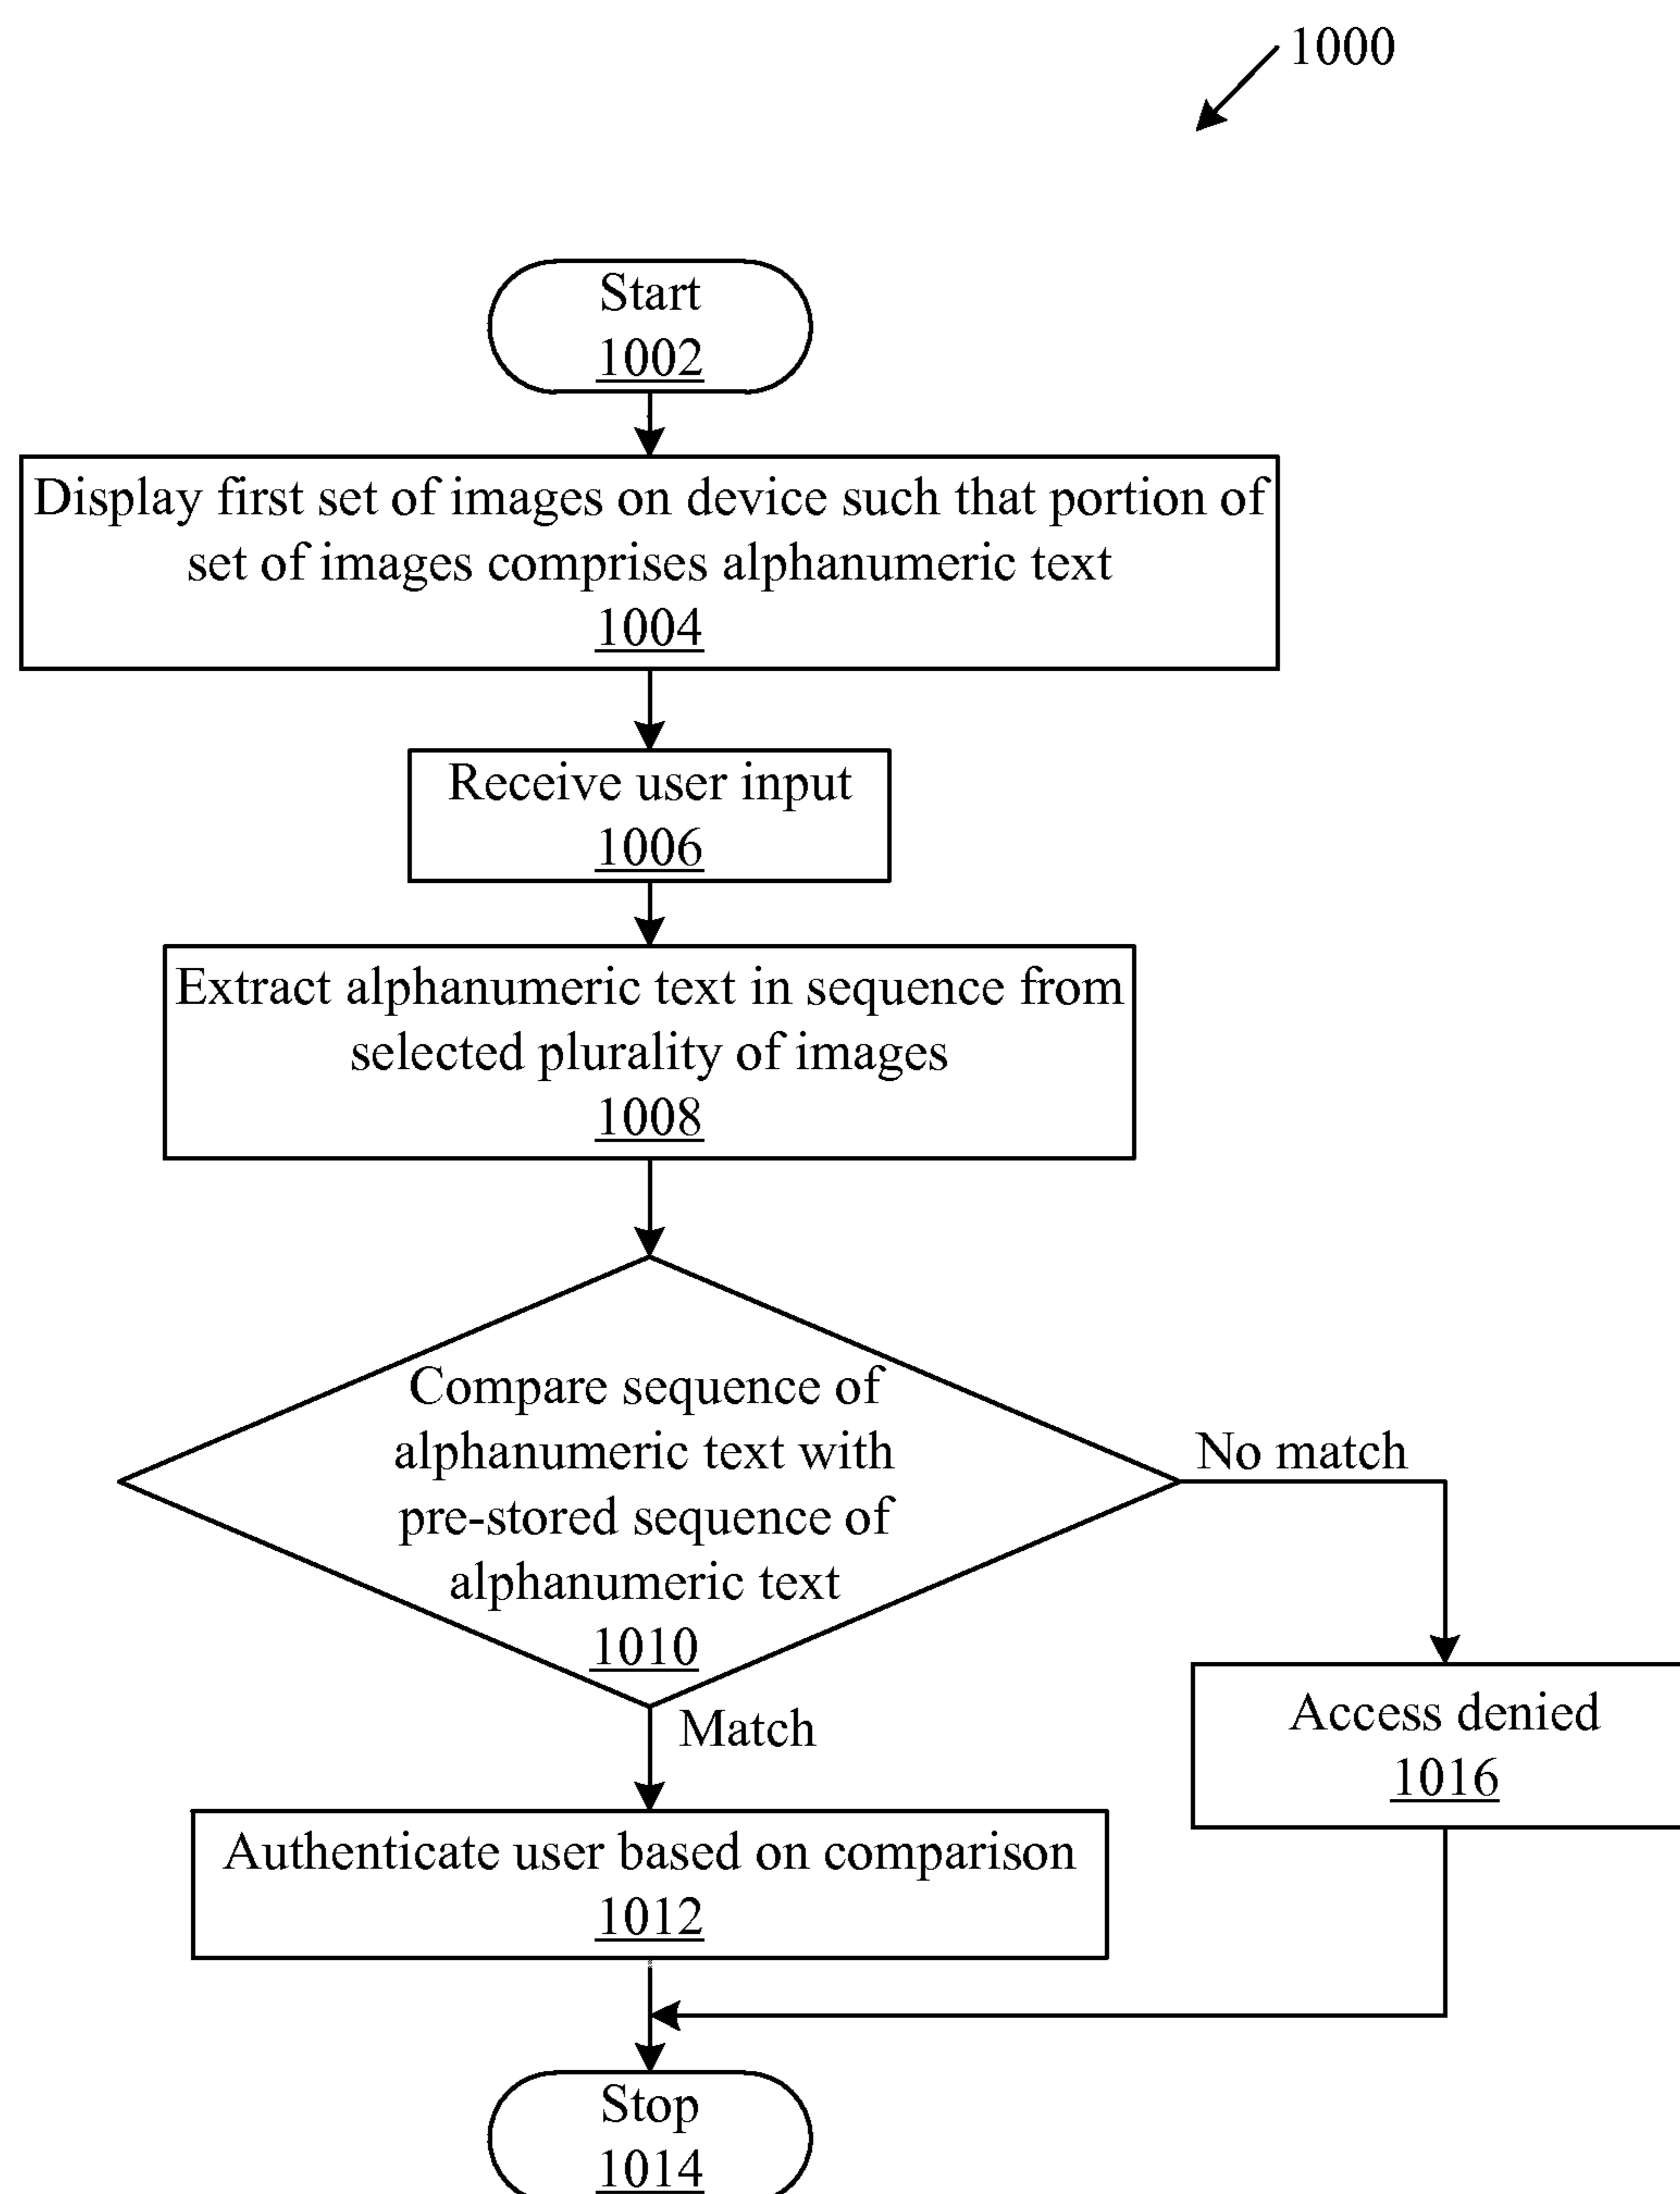 1000
Start
1002
Display first set of images on device such that portion of
set of images comprises alphanumeric text
1004
Receive user input
1006
Extract alphanumeric text in sequence from
selected plurality of images
1008
Compare sequence of
alphanumeric text with
pre-stored sequence of
alphanumeric text
1010
No match
Match
Access denied
1016
Authenticate user based on comparison
1012
Stop
1014